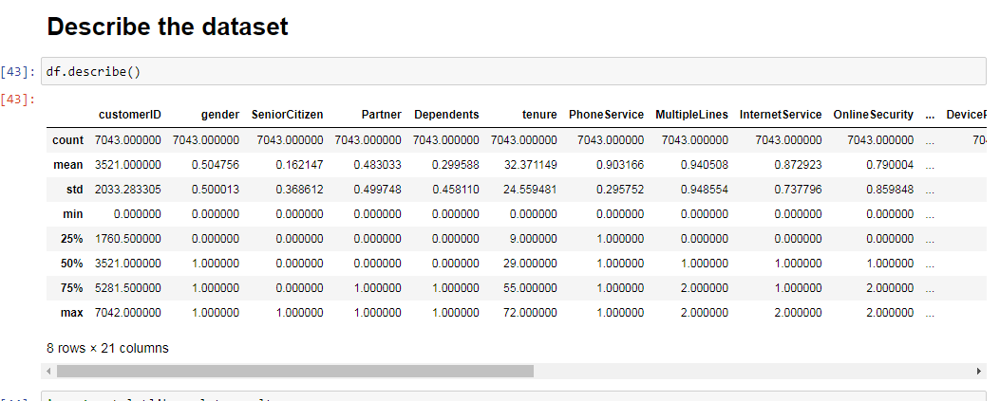 Describe the dataset
[43]: df.describe()
[43]:
customerID gender SeniorCitizen Partner Dependents tenure PhoneService MultipleLines InternetService OnlineSecurity ... DeviceP
count 7043.000000 7043.000000 7043.000000 7043.000000 7043.000000 7043.000000 7043.000000 7043.000000 7043.000000 7043.000000 ... 704
mean 3521.000000 0.504756 0.162147 0.483033 0.299588 32.371149 0.903166 0.940508 0.872923 0.790004 ...
std 2033.283305 0.500013 0.368612 0.499748 0.458110 24.559481 0.295752 0.948554 0.737796 0.859848 ...
min 0.000000 0.000000 0.000000 0.000000 0.000000 0.000000 0.000000 0.000000 0.000000 0.000000 ...
25% 1760.500000 0.000000 0.000000 0.000000 0.000000 9.000000 1.000000 0.000000 0.000000 0.000000 ...
50% 3521.000000 1.000000 0.000000 0.000000 0.000000 29.000000 1.000000 1.000000 1.000000 1.000000 ...
75% 5281.500000 1.000000 0.000000 1.000000 1.000000 55.000000 1.000000 2.000000 1.000000 2.000000 ...
max 7042.000000 1.000000 1.000000 1.000000 1.000000 72.000000 1.000000 2.000000 2.000000 2.000000 ...
8 rows × 21 columns